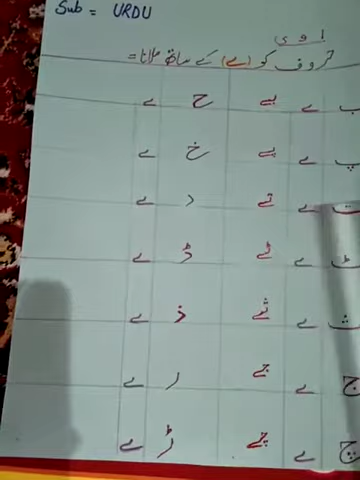 Sub = URDU
ا و ی
حروف کو (ے) کے ساتھ ملانا =
ب ے بے ح ے
پ ے پے خ ے
ت ے تے د ے
ٹ ے ٹے ڈ ے
ث ے ثے ذ ے
ج ے جے ر ے
چ ے چے ڑ ے